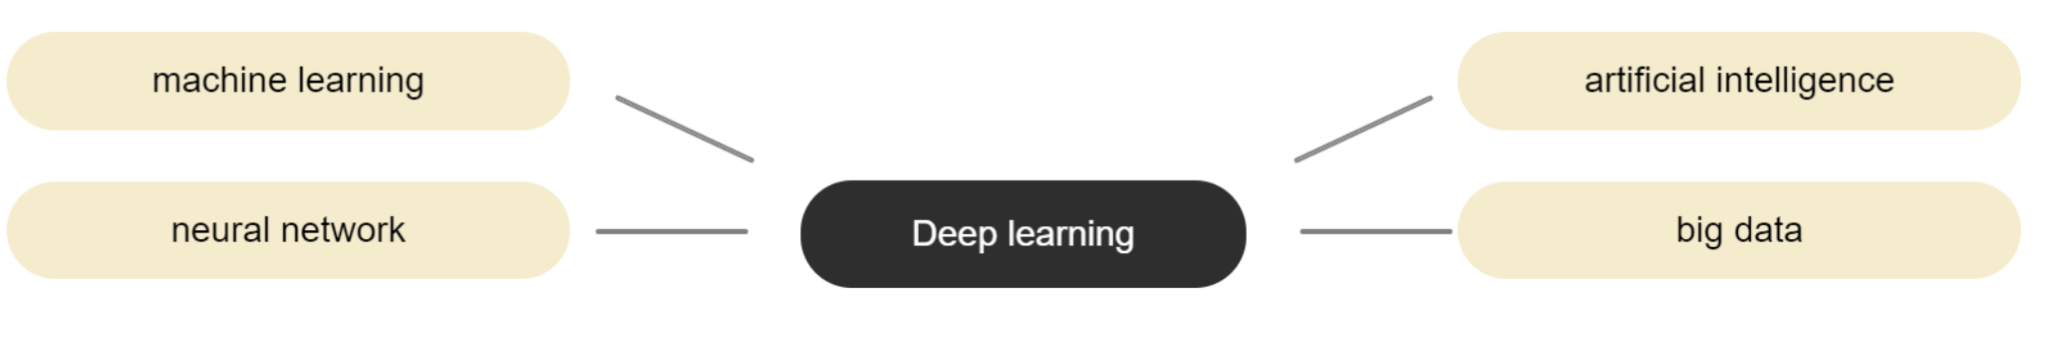 machine learning
artificial intelligence
neural network
Deep learning
big data